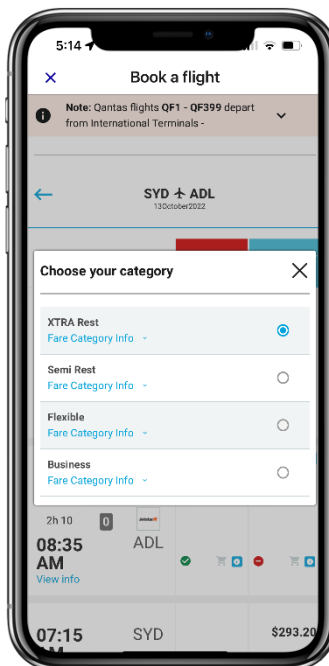 5:14
Book a flight
Note: Qantas flights QF1 - QF399 depart
from International Terminals -
SYD ADL
13October2022
Choose your category
XTRA Rest
Fare Category Info
Semi Rest
Fare Category Info
Flexible
Fare Category Info
Business
Fare Category Info
2h 10 0
08:35 ADL
AM
View info
07:15 SYD $293.20
AM